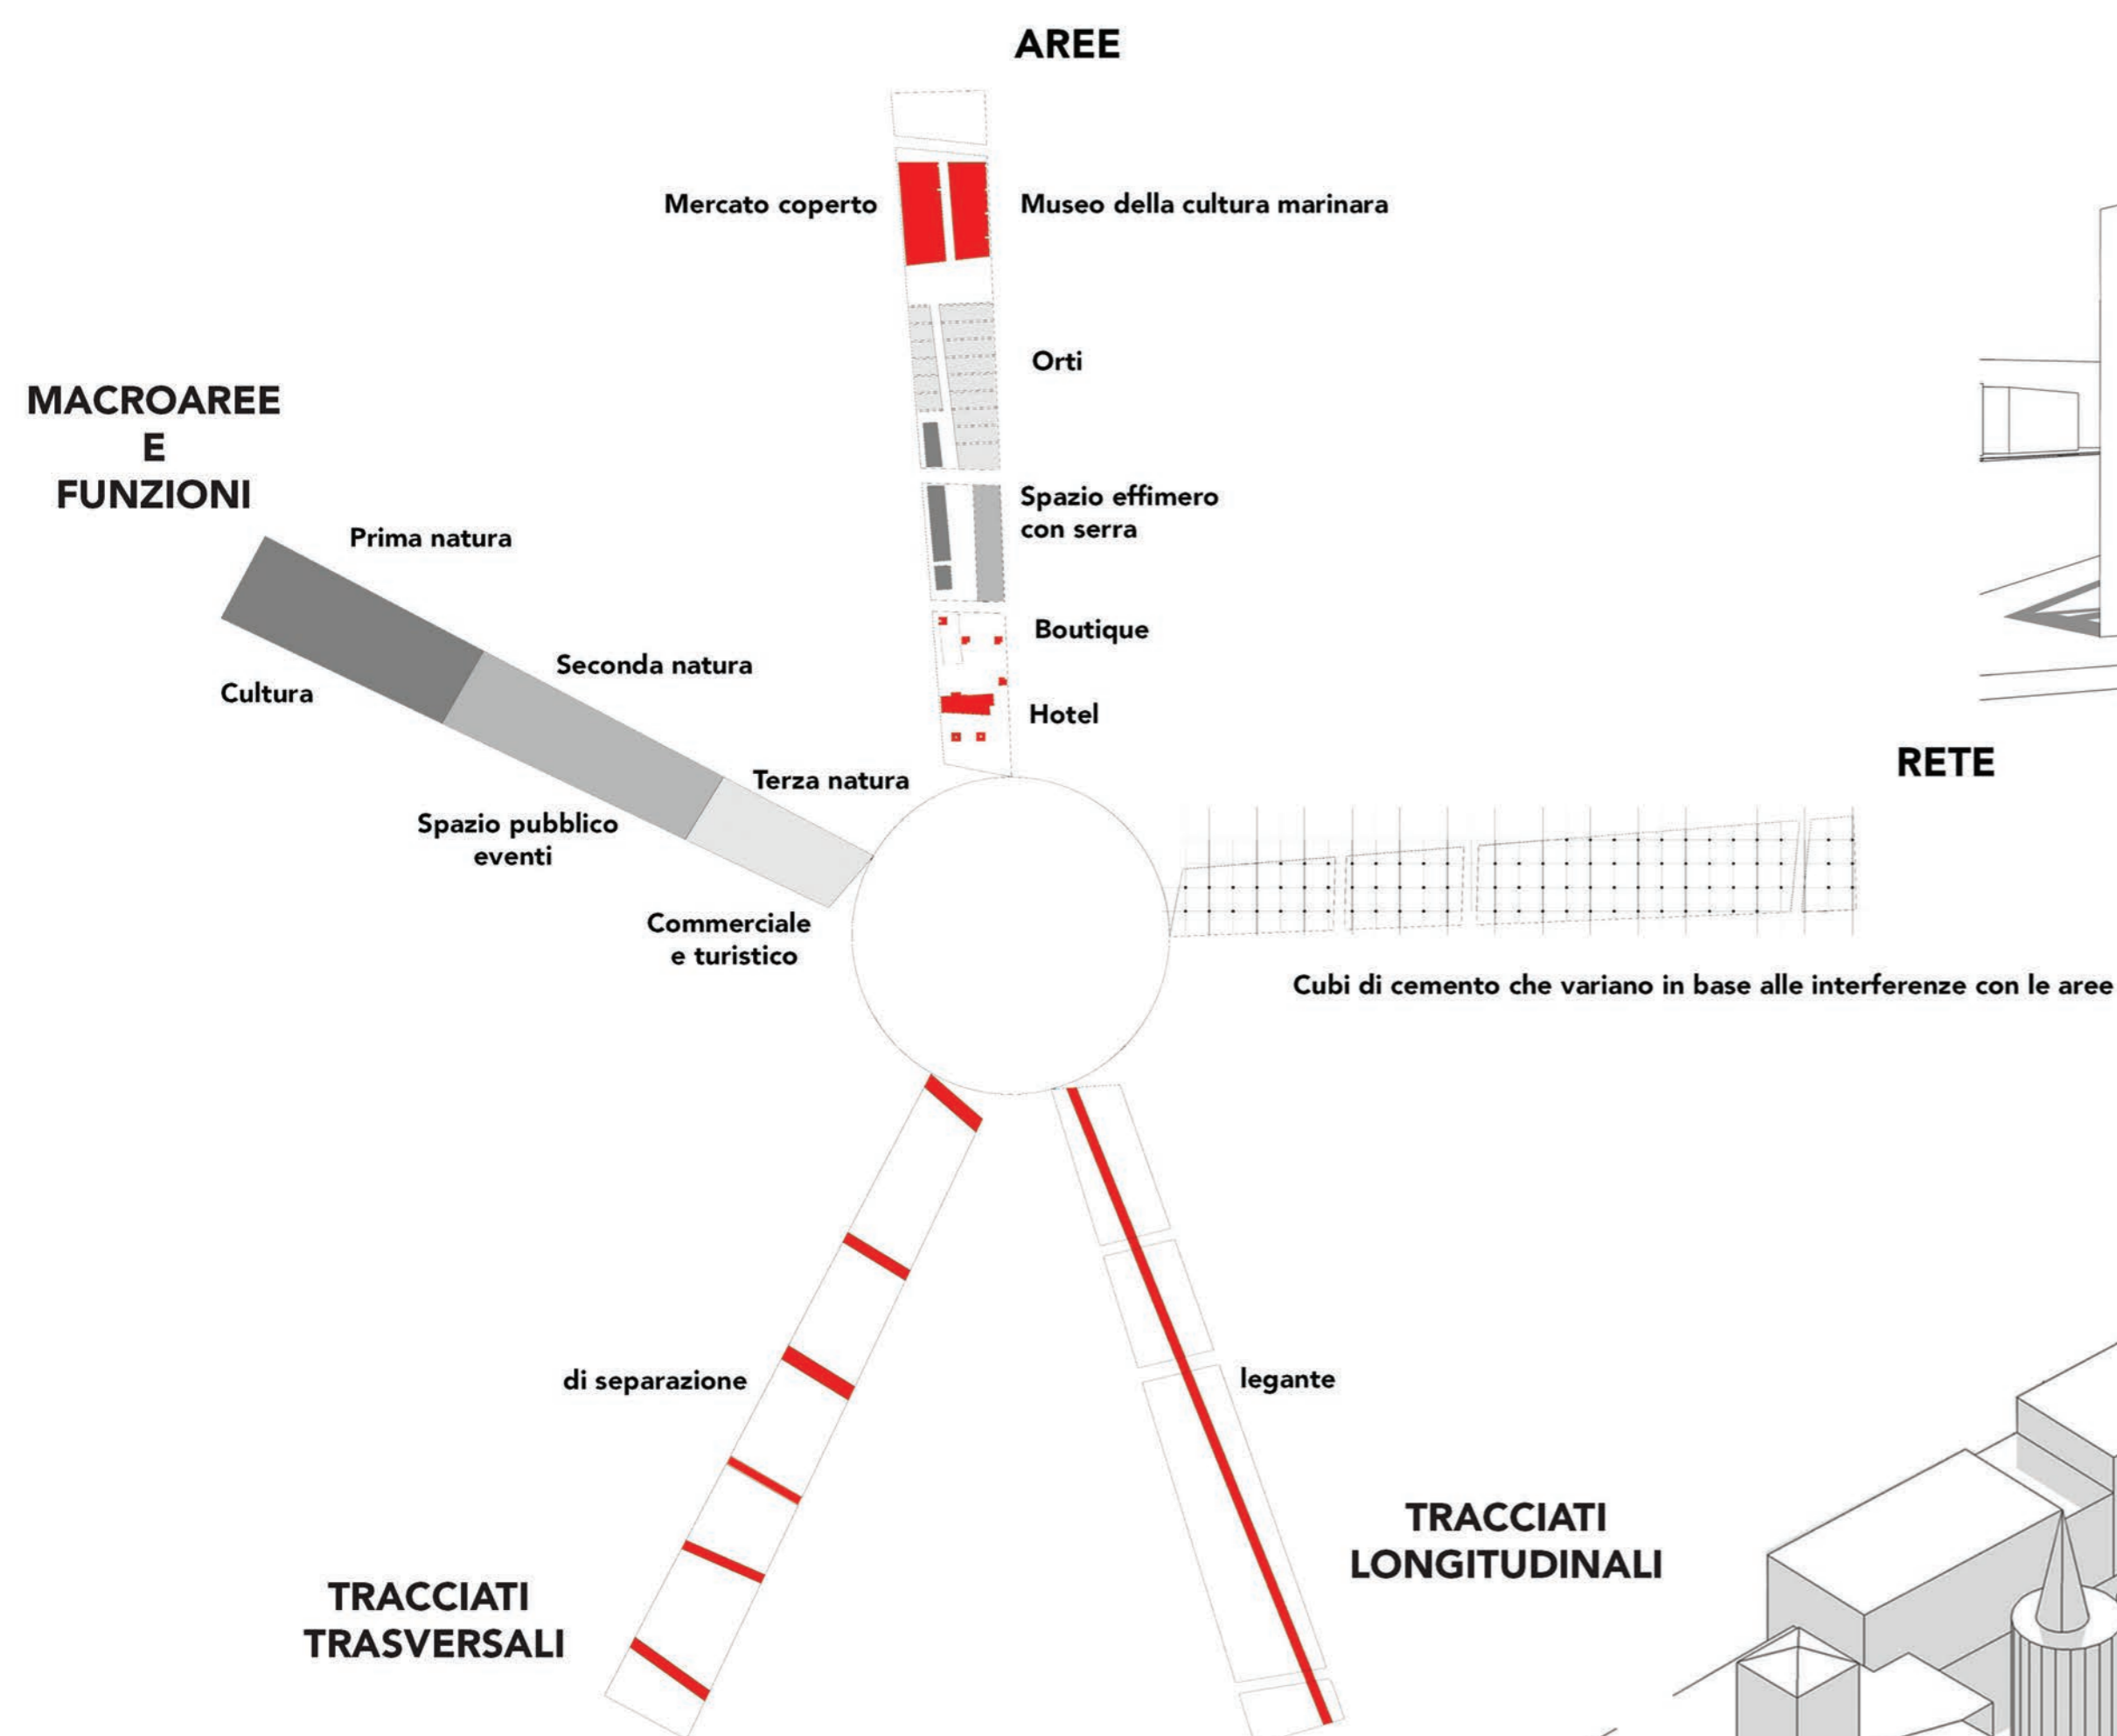 AREE
Mercato coperto
Museo della cultura marinara
Orti
MACROAREE
E
FUNZIONI
Spazio effimero
con serra
Prima natura
Boutique
Seconda natura
Cultura
Hotel
RETE
Terza natura
Spazio pubblico
eventi
Commerciale
e turistico
Cubi di cemento che variano in base alle interferenze con le aree
di separazione
legante
TRACCIATI
LONGITUDINALI
TRACCIATI
TRASVERSALI